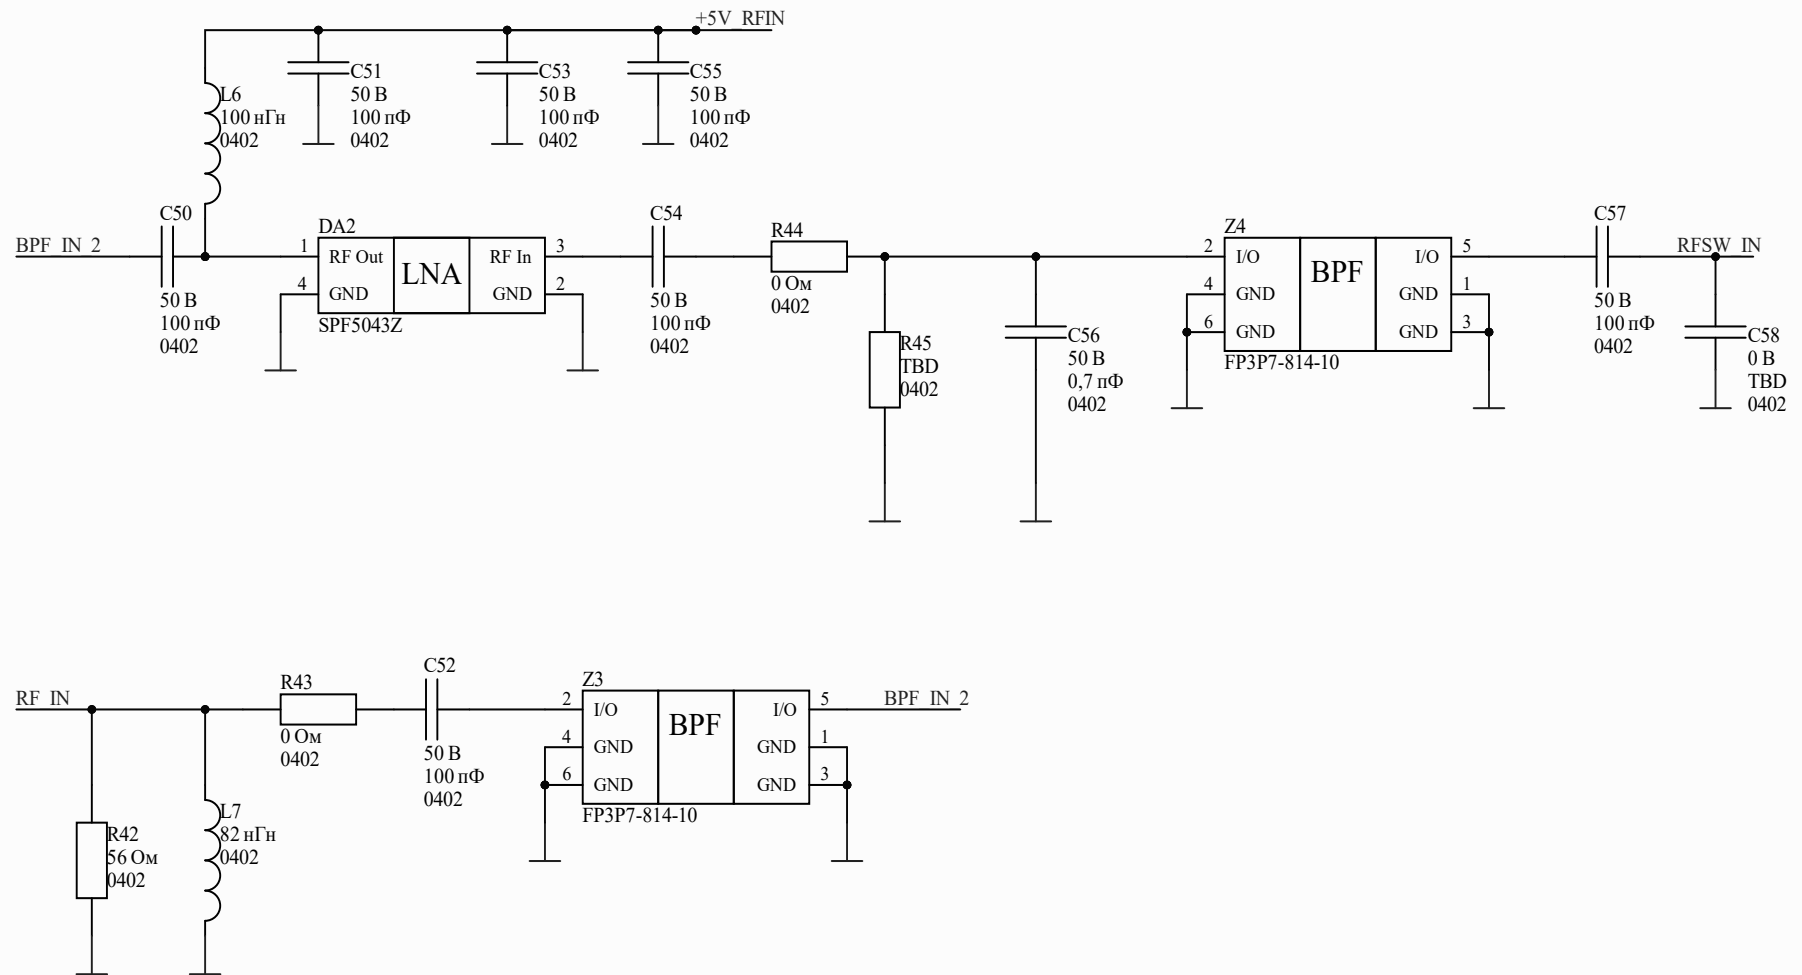 +5V_RFIN
C51
50 В
100 пФ
0402
C53
50 В
100 пФ
0402
C55
50 В
100 пФ
0402
L6
100 нГн
0402
BPF_IN_2
C50
50 В
100 пФ
0402
DA2
1
RF Out
4
GND
LNA
RF In
3
GND
2
SPF5043Z
C54
50 В
100 пФ
0402
R44
0 Ом
0402
R45
TBD
0402
C56
50 В
0,7 пФ
0402
Z4
2
I/O
4
GND
6
GND
BPF
I/O
5
GND
1
GND
3
FP3P7-814-10
C57
50 В
100 пФ
0402
RFSW_IN
C58
0 В
TBD
0402
RF_IN
R42
56 Ом
0402
L7
82 нГн
0402
R43
0 Ом
0402
C52
50 В
100 пФ
0402
Z3
2
I/O
4
GND
6
GND
BPF
I/O
5
GND
1
GND
3
FP3P7-814-10
BPF_IN_2